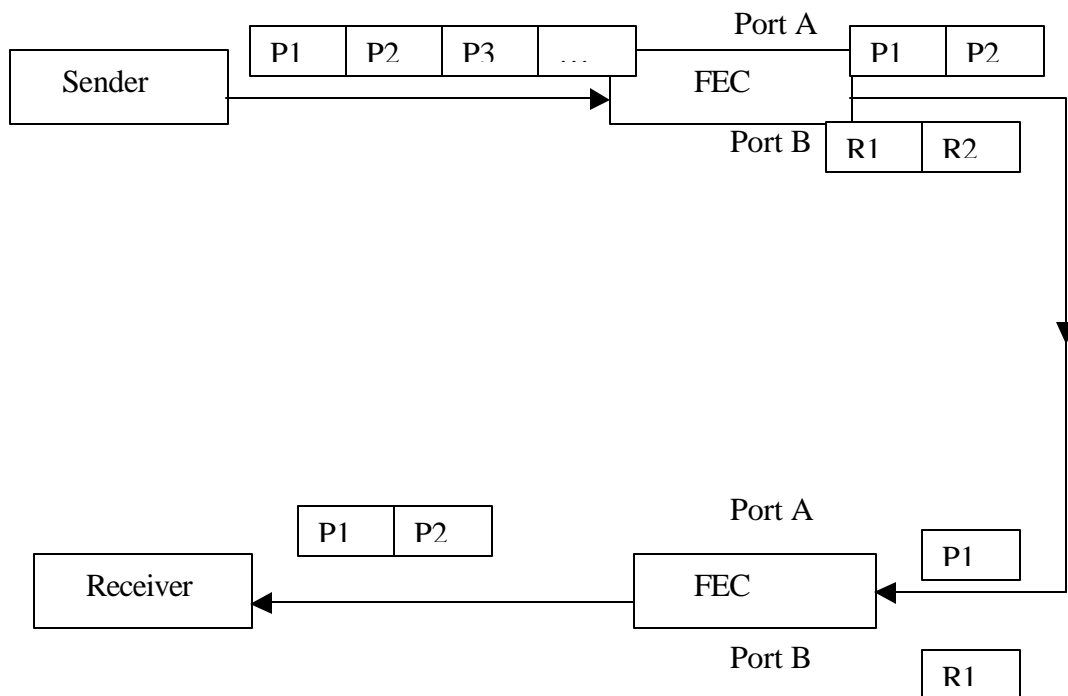 Port A
P1 P2 P3 ... P1 P2
Sender FEC
Port B R1 R2
Port A
P1 P2
P1
Receiver FEC
Port B
R1